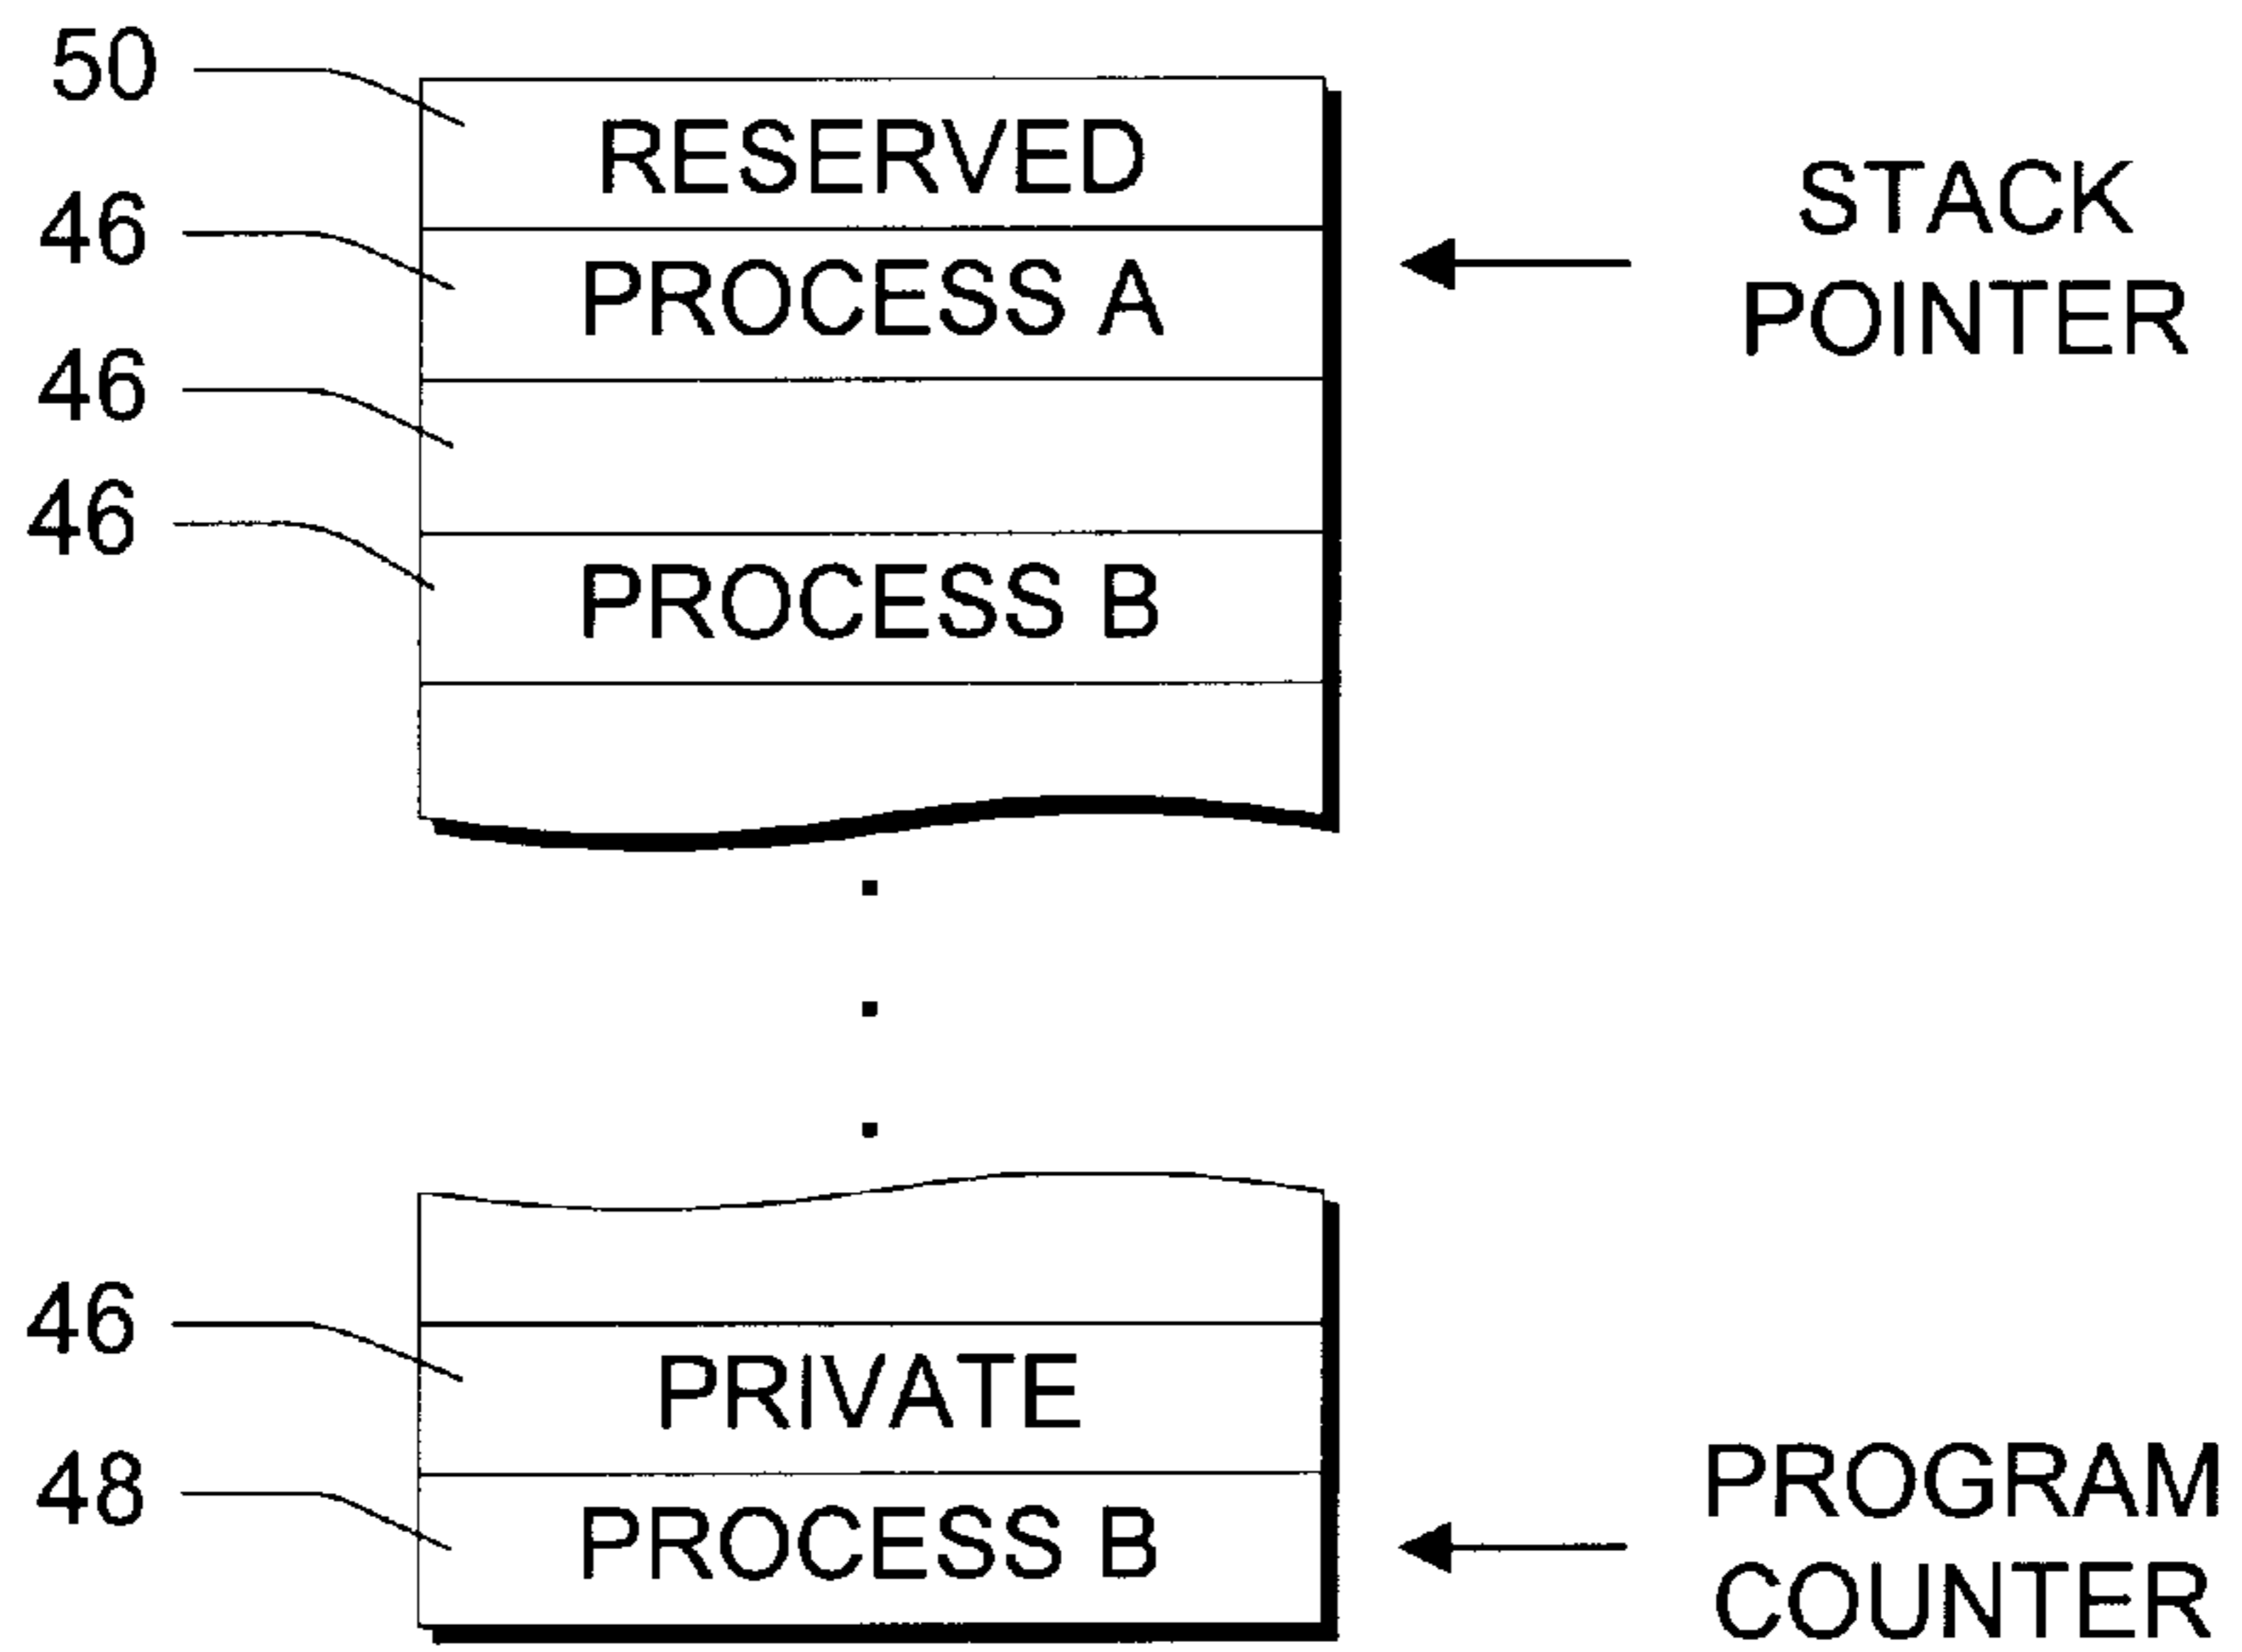 50
RESERVED
46
PROCESS A
STACK
POINTER
46
46
PROCESS B
46
PRIVATE
48
PROCESS B
PROGRAM
COUNTER